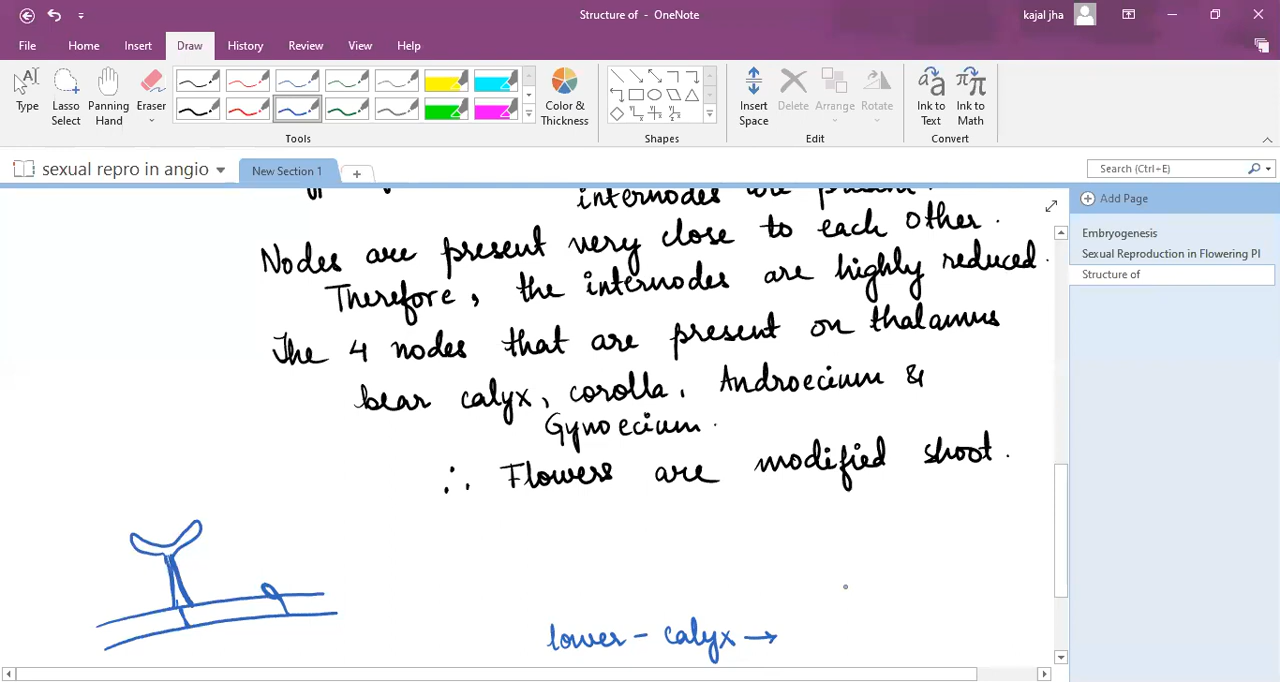 Structure of - OneNote
kajal jha
File Home Insert Draw History Review View Help
Type Lasso Select Panning Hand Eraser
Color & Thickness
Insert Space Delete Arrange Rotate
Ink to Text Ink to Math
Tools Shapes Edit Convert
sexual repro in angio New Section 1
Search (Ctrl+E)
Add Page
Embryogenesis
Sexual Reproduction in Flowering Pl
Structure of
internodes are present.
Nodes are present very close to each other.
Therefore, the internodes are highly reduced.
The 4 nodes that are present on thalamus
bear calyx, corolla, Androecium &
Gynoecium.
∴ Flowers are modified shoot.
lower - calyx →